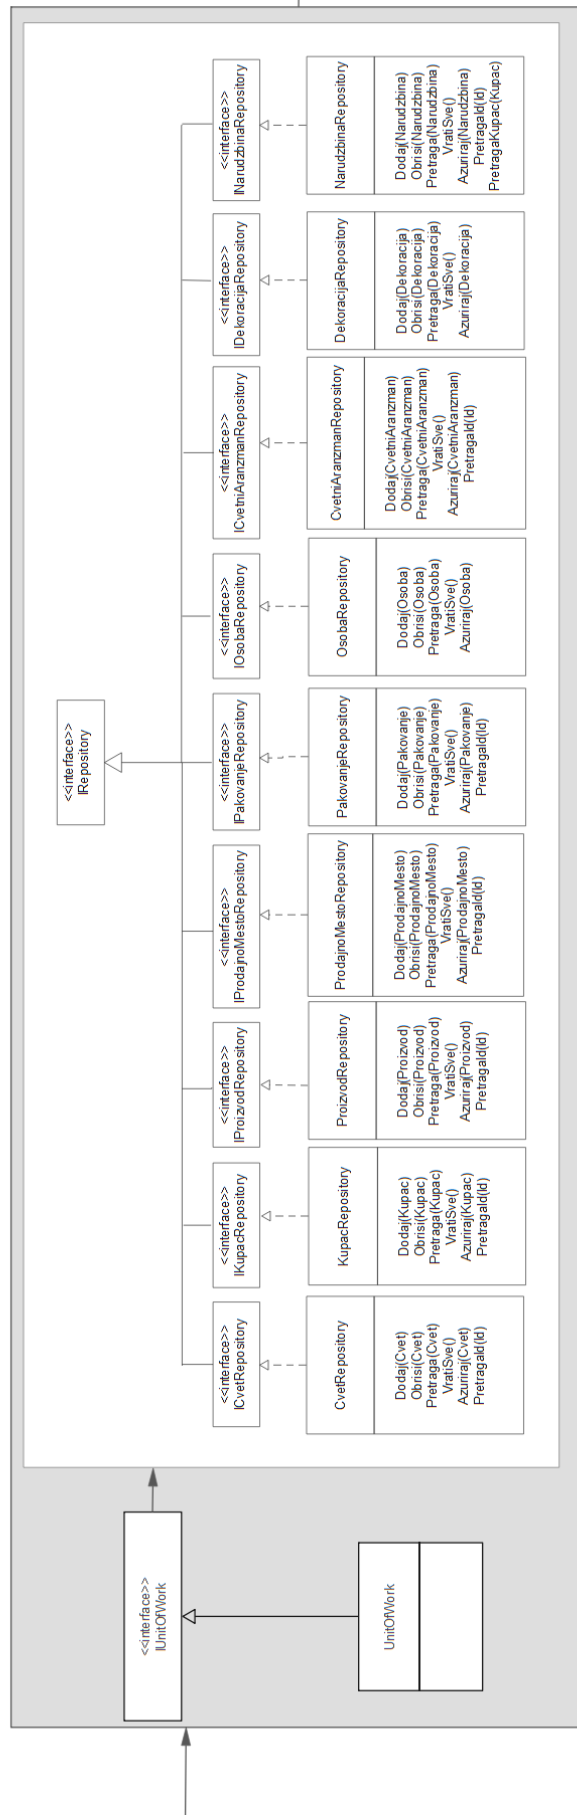 <<interface>>
IRepository
<<interface>>
IUnitOfWork
<<interface>>
ICvetRepository
<<interface>>
IKupacRepository
<<interface>>
IProizvodRepository
<<interface>>
IProdajnoMestoRepository
<<interface>>
IPakovanjeRepository
<<interface>>
IOsobaRepository
<<interface>>
ICvetniAranzmanRepository
<<interface>>
IDekoracijaRepository
<<interface>>
INarudzbinaRepository
UnitOfWork
CvetRepository
Dodaj(Cvet)
Obrisi(Cvet)
Pretraga(Cvet)
VratiSve()
Azuriraj(Cvet)
PretragaId(Id)
KupacRepository
Dodaj(Kupac)
Obrisi(Kupac)
Pretraga(Kupac)
VratiSve()
Azuriraj(Kupac)
PretragaId(Id)
ProizvodRepository
Dodaj(Proizvod)
Obrisi(Proizvod)
Pretraga(Proizvod)
VratiSve()
Azuriraj(Proizvod)
PretragaId(Id)
ProdajnoMestoRepository
Dodaj(ProdajnoMesto)
Obrisi(ProdajnoMesto)
Pretraga(ProdajnoMesto)
VratiSve()
Azuriraj(ProdajnoMesto)
PretragaId(Id)
PakovanjeRepository
Dodaj(Pakovanje)
Obrisi(Pakovanje)
Pretraga(Pakovanje)
VratiSve()
Azuriraj(Pakovanje)
PretragaId(Id)
OsobaRepository
Dodaj(Osoba)
Obrisi(Osoba)
Pretraga(Osoba)
VratiSve()
Azuriraj(Osoba)
CvetniAranzmanRepository
Dodaj(CvetniAranzman)
Obrisi(CvetniAranzman)
Pretraga(CvetniAranzman)
VratiSve()
Azuriraj(CvetniAranzman)
PretragaId(Id)
DekoracijaRepository
Dodaj(Dekoracija)
Obrisi(Dekoracija)
Pretraga(Dekoracija)
VratiSve()
Azuriraj(Dekoracija)
NarudzbinaRepository
Dodaj(Narudzbina)
Obrisi(Narudzbina)
Pretraga(Narudzbina)
VratiSve()
Azuriraj(Narudzbina)
PretragaId(Id)
PretragaKupac(Kupac)